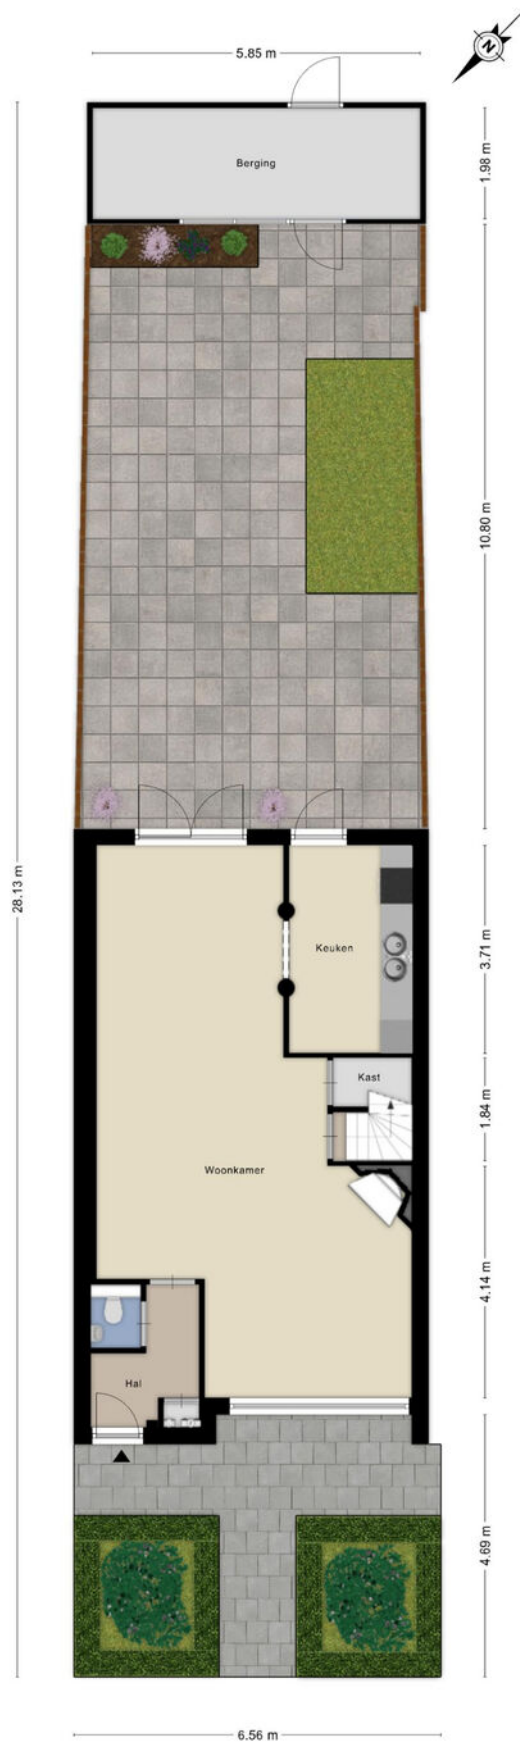 N
5.85 m
Berging
1.98 m
10.80 m
28.13 m
Keuken
3.71 m
Kast
1.84 m
Woonkamer
4.14 m
Hal
4.69 m
6.56 m